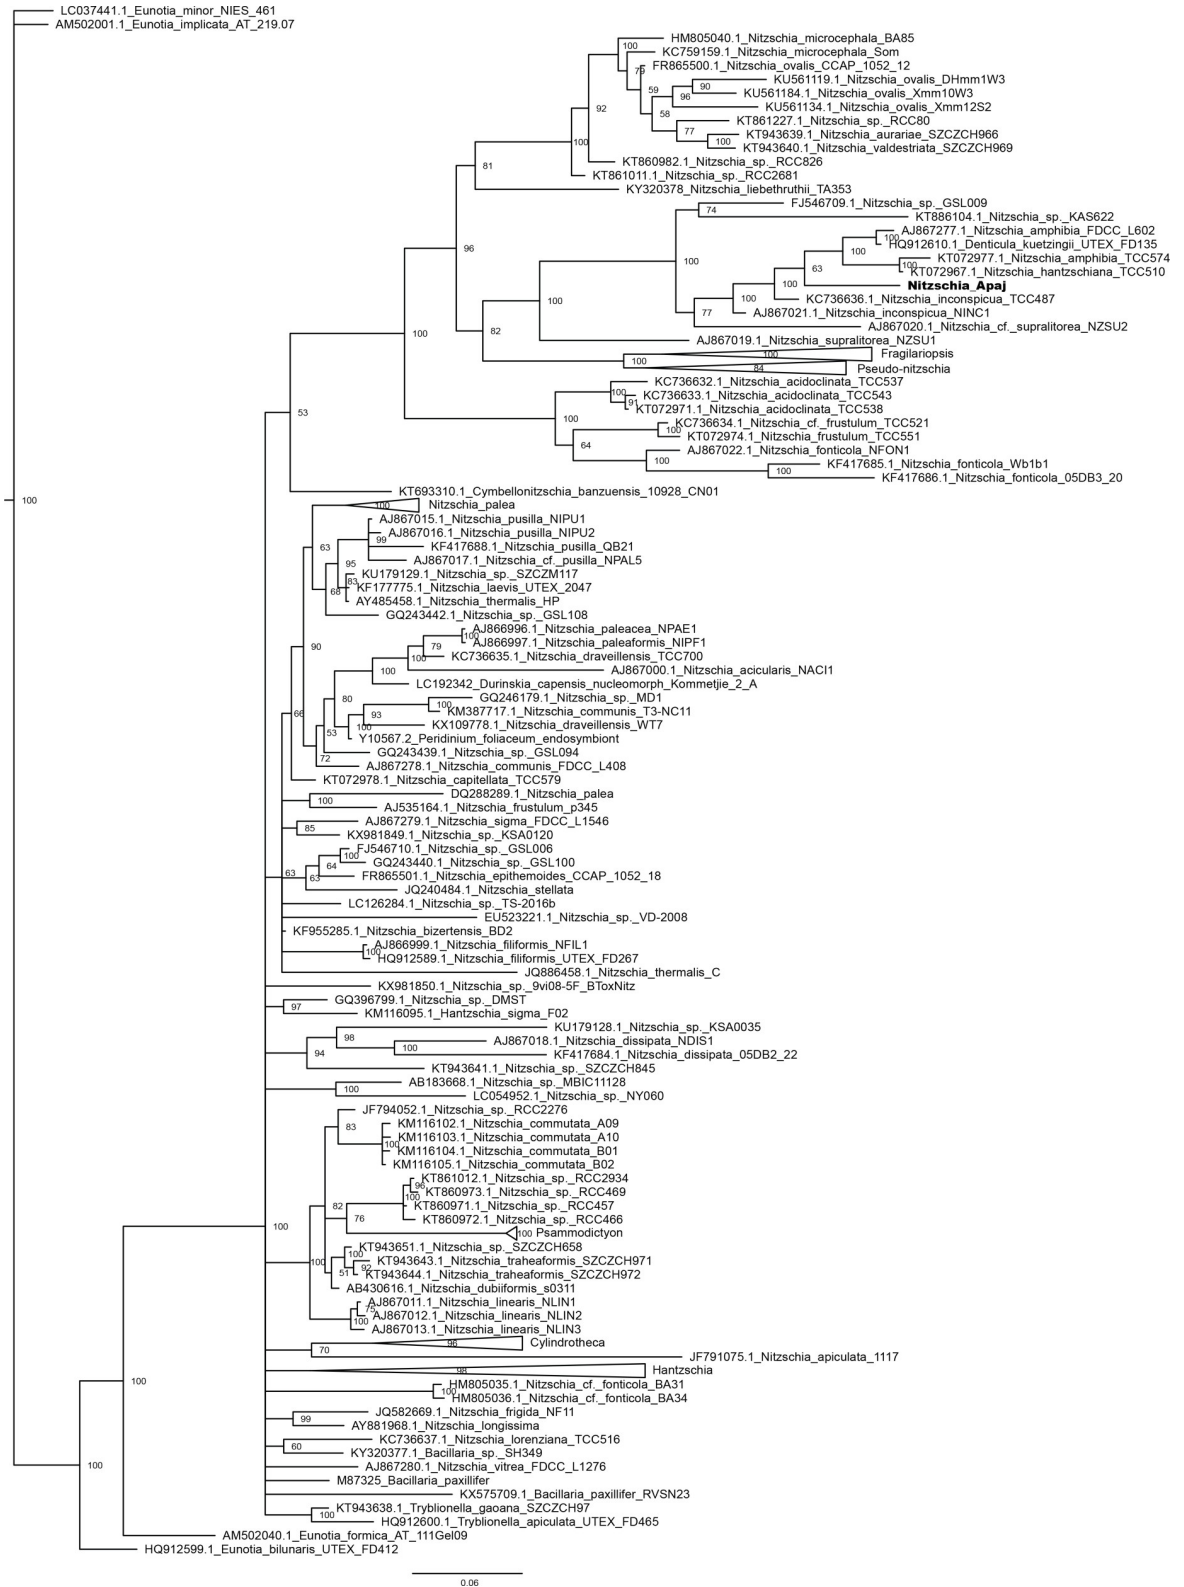 LC037441.1_Eunotia_minor_NIES_461
AM502001.1_Eunotia_implicata_AT_219.07
HM805040.1_Nitzschia_microcephala_BA85
100
KC759159.1_Nitzschia_microcephala_Som
FR865500.1_Nitzschia_ovalis_CCAP_1052_12
79
KU561119.1_Nitzschia_ovalis_DHmm1W3
90
59
KU561184.1_Nitzschia_ovalis_Xmm10W3
96
92
KU561134.1_Nitzschia_ovalis_Xmm12S2
58
KT861227.1_Nitzschia_sp._RCC80
77
KT943639.1_Nitzschia_aurariae_SZCZCH966
100
100
KT943640.1_Nitzschia_valdestriata_SZCZCH969
KT860982.1_Nitzschia_sp._RCC826
81
KT861011.1_Nitzschia_sp._RCC2681
KY320378_Nitzschia_liebethruthii_TA353
FJ546709.1_Nitzschia_sp._GSL009
74
KT886104.1_Nitzschia_sp._KAS622
AJ867277.1_Nitzschia_amphibia_FDCC_L602
100
HQ912610.1_Denticula_kuetzingii_UTEX_FD135
96
100
KT072977.1_Nitzschia_amphibia_TCC574
100
100
63
KT072967.1_Nitzschia_hantzschiana_TCC510
100
Nitzschia_Apaj
100
100
KC736636.1_Nitzschia_inconspicua_TCC487
77
AJ867021.1_Nitzschia_inconspicua_NINC1
AJ867020.1_Nitzschia_cf._supralitorea_NZSU2
82
100
AJ867019.1_Nitzschia_supralitorea_NZSU1
100
Fragilariopsis
100
84
Pseudo-nitzschia
KC736632.1_Nitzschia_acidoclinata_TCC537
100
KC736633.1_Nitzschia_acidoclinata_TCC543
91
KT072971.1_Nitzschia_acidoclinata_TCC538
53
100
KC736634.1_Nitzschia_cf._frustulum_TCC521
100
KT072974.1_Nitzschia_frustulum_TCC551
64
AJ867022.1_Nitzschia_fonticola_NFON1
100
KF417685.1_Nitzschia_fonticola_Wb1b1
100
KF417686.1_Nitzschia_fonticola_05DB3_20
KT693310.1_Cymbellonitzschia_banzuensis_10928_CN01
100
100
Nitzschia_palea
AJ867015.1_Nitzschia_pusilla_NIPU1
AJ867016.1_Nitzschia_pusilla_NIPU2
99
63
KF417688.1_Nitzschia_pusilla_QB21
95
AJ867017.1_Nitzschia_cf._pusilla_NPAL5
KU179129.1_Nitzschia_sp._SZCZM117
83
68
KF177775.1_Nitzschia_laevis_UTEX_2047
AY485458.1_Nitzschia_thermalis_HP
GQ243442.1_Nitzschia_sp._GSL108
AJ866996.1_Nitzschia_paleacea_NPAE1
100
90
79
AJ866997.1_Nitzschia_paleaformis_NIPF1
100
KC736635.1_Nitzschia_draveillensis_TCC700
100
AJ867000.1_Nitzschia_acicularis_NACI1
LC192342_Durinskia_capensis_nucleomorph_Kommetjie_2_A
80
GQ246179.1_Nitzschia_sp._MD1
100
66
93
KM387717.1_Nitzschia_communis_T3-NC11
100
KX109778.1_Nitzschia_draveillensis_WT7
53
Y10567.2_Peridinium_foliaceum_endosymbiont
72
GQ243439.1_Nitzschia_sp._GSL094
AJ867278.1_Nitzschia_communis_FDCC_L408
KT072978.1_Nitzschia_capitellata_TCC579
DQ288289.1_Nitzschia_palea
100
AJ535164.1_Nitzschia_frustulum_p345
AJ867279.1_Nitzschia_sigma_FDCC_L1546
85
KX981849.1_Nitzschia_sp._KSA0120
FJ546710.1_Nitzschia_sp._GSL006
100
64
GQ243440.1_Nitzschia_sp._GSL100
63
63
FR865501.1_Nitzschia_epithemoides_CCAP_1052_18
JQ240484.1_Nitzschia_stellata
LC126284.1_Nitzschia_sp._TS-2016b
EU523221.1_Nitzschia_sp._VD-2008
KF955285.1_Nitzschia_bizertensis_BD2
AJ866999.1_Nitzschia_filiformis_NFIL1
100
HQ912589.1_Nitzschia_filiformis_UTEX_FD267
JQ886458.1_Nitzschia_thermalis_C
KX981850.1_Nitzschia_sp._9vi08-5F_BToxNitz
GQ396799.1_Nitzschia_sp._DMST
97
KM116095.1_Hantzschia_sigma_F02
KU179128.1_Nitzschia_sp._KSA0035
98
AJ867018.1_Nitzschia_dissipata_NDIS1
94
100
KF417684.1_Nitzschia_dissipata_05DB2_22
KT943641.1_Nitzschia_sp._SZCZCH845
AB183668.1_Nitzschia_sp._MBIC11128
100
LC054952.1_Nitzschia_sp._NY060
JF794052.1_Nitzschia_sp._RCC2276
83
KM116102.1_Nitzschia_commutata_A09
KM116103.1_Nitzschia_commutata_A10
100
KM116104.1_Nitzschia_commutata_B01
KM116105.1_Nitzschia_commutata_B02
KT861012.1_Nitzschia_sp._RCC2934
96
KT860973.1_Nitzschia_sp._RCC469
100
82
KT860971.1_Nitzschia_sp._RCC457
76
KT860972.1_Nitzschia_sp._RCC466
100
100
Psammodictyon
KT943651.1_Nitzschia_sp._SZCZCH658
100
100
KT943643.1_Nitzschia_traheaformis_SZCZCH971
92
51
KT943644.1_Nitzschia_traheaformis_SZCZCH972
AB430616.1_Nitzschia_dubiiformis_s0311
AJ867011.1_Nitzschia_linearis_NLIN1
75
AJ867012.1_Nitzschia_linearis_NLIN2
100
AJ867013.1_Nitzschia_linearis_NLIN3
96
Cylindrotheca
70
JF791075.1_Nitzschia_apiculata_1117
98
Hantzschia
100
HM805035.1_Nitzschia_cf._fonticola_BA31
100
HM805036.1_Nitzschia_cf._fonticola_BA34
JQ582669.1_Nitzschia_frigida_NF11
99
AY881968.1_Nitzschia_longissima
KC736637.1_Nitzschia_lorenziana_TCC516
60
KY320377.1_Bacillaria_sp._SH349
100
AJ867280.1_Nitzschia_vitrea_FDCC_L1276
M87325_Bacillaria_paxillifer
KX575709.1_Bacillaria_paxillifer_RVSN23
KT943638.1_Tryblionella_gaoana_SZCZCH97
100
HQ912600.1_Tryblionella_apiculata_UTEX_FD465
AM502040.1_Eunotia_formica_AT_111Gel09
HQ912599.1_Eunotia_bilunaris_UTEX_FD412
0.06